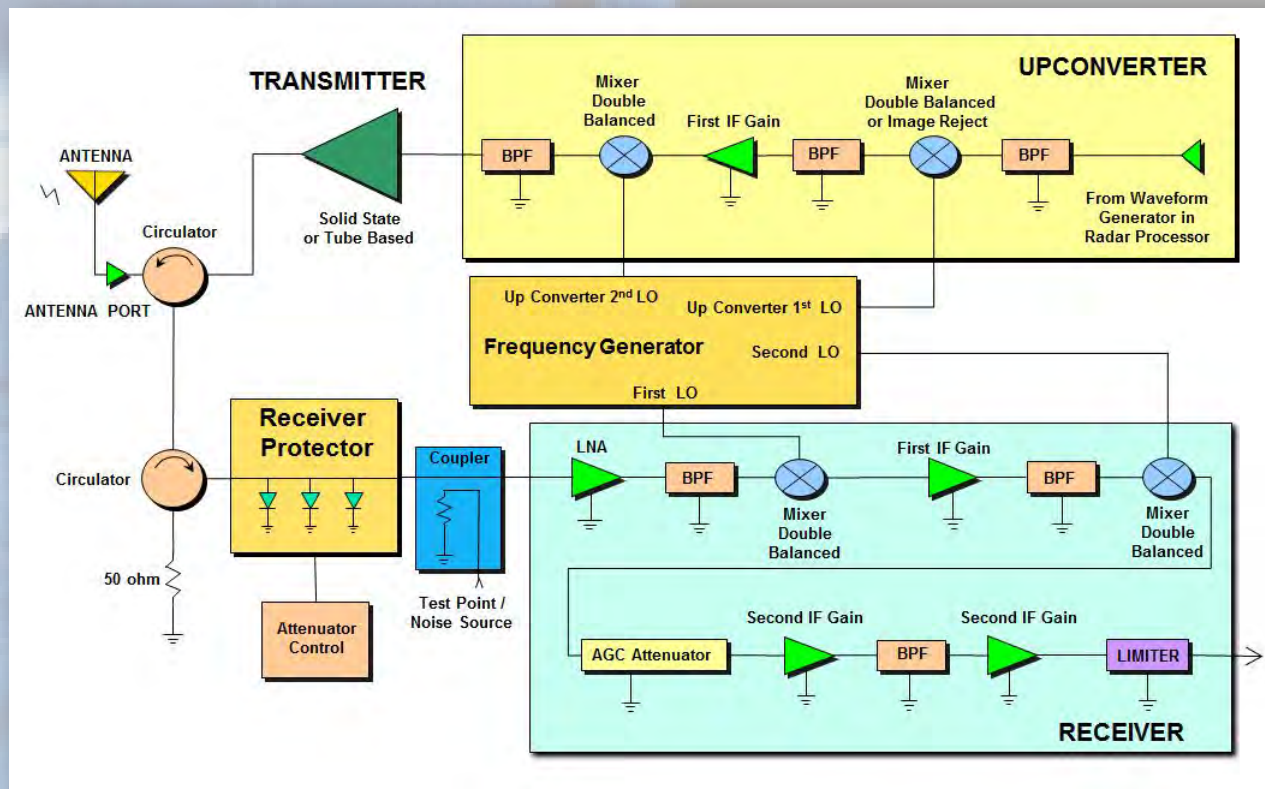 UPCONVERTER
TRANSMITTER
Mixer
Double
Balanced
First IF Gain
Mixer
Double Balanced
or Image Reject
BPF
BPF
BPF
From Waveform
Generator in
Radar Processor
ANTENNA
Solid State
or Tube Based
Circulator
ANTENNA PORT
Up Converter 2nd LO
Up Converter 1st LO
Frequency Generator
Second LO
First LO
Receiver
Protector
Circulator
50 ohm
Attenuator
Control
Coupler
Test Point /
Noise Source
LNA
BPF
Mixer
Double
Balanced
First IF Gain
BPF
Mixer
Double
Balanced
AGC Attenuator
Second IF Gain
BPF
Second IF Gain
LIMITER
RECEIVER